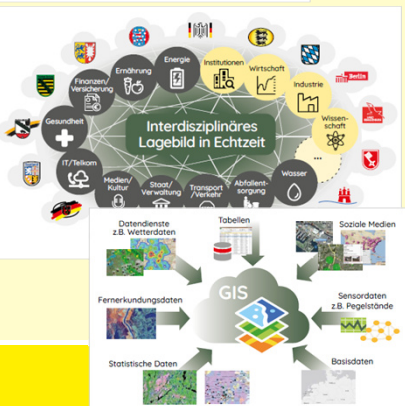 Energie
Ernährung
Institutionen
Wirtschaft
Finanzen/
Versicherung
Industrie
Berlin
Gesundheit
Interdisziplinäres
Lagebild in Echtzeit
Wissen-
schaft
...
IT/Telkom
Medien/
Kultur
Staat/
Verwaltung
Transport
/Verkehr
Abfallent-
sorgung
Wasser
Datendienste
z.B. Wetterdaten
Tabellen
Soziale Medien
Fernerkundungsdaten
GIS
Sensordaten
z.B. Pegelstände
Statistische Daten
Basisdaten